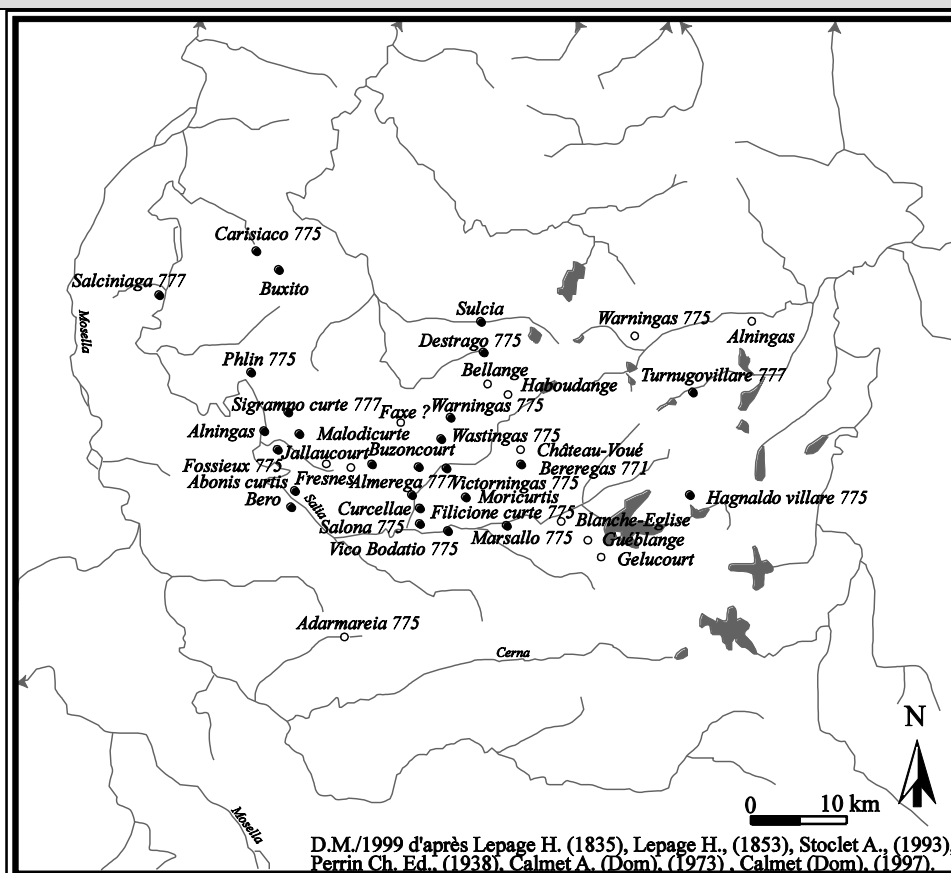 Carisiaco 775
Buxito
Salciniaga 777
Mosella
Sulcia
Warningas 775
Alningas
Destrago 775
Phlin 775
Bellange
Haboudange
Turnugovillare 777
Sigrampo curte 777
Faxe ?
Warningas 775
Alningas
Malodicurte
Wastingas 775
Jallaucourt
Buzoncourt
Château-Voué
Fossieux 775
Bereregas 771
Abonis curtis
Fresnes
Almerega 777
Victorningas 775
Bero
Salia
Moricurtis
Hagnaldo villare 775
Curcellae
Filicione curte 775
Salona 775
Marsallo 775
Blanche-Eglise
Vico Bodatio 775
Guéblange
Gelucourt
Adarmareia 775
Cerna
Mosella
N
0 10 km
D.M./1999 d'après Lepage H. (1835), Lepage H., (1853), Stoclet A., (1993),
Perrin Ch. Ed., (1938), Calmet A. (Dom), (1973) , Calmet (Dom), (1997).